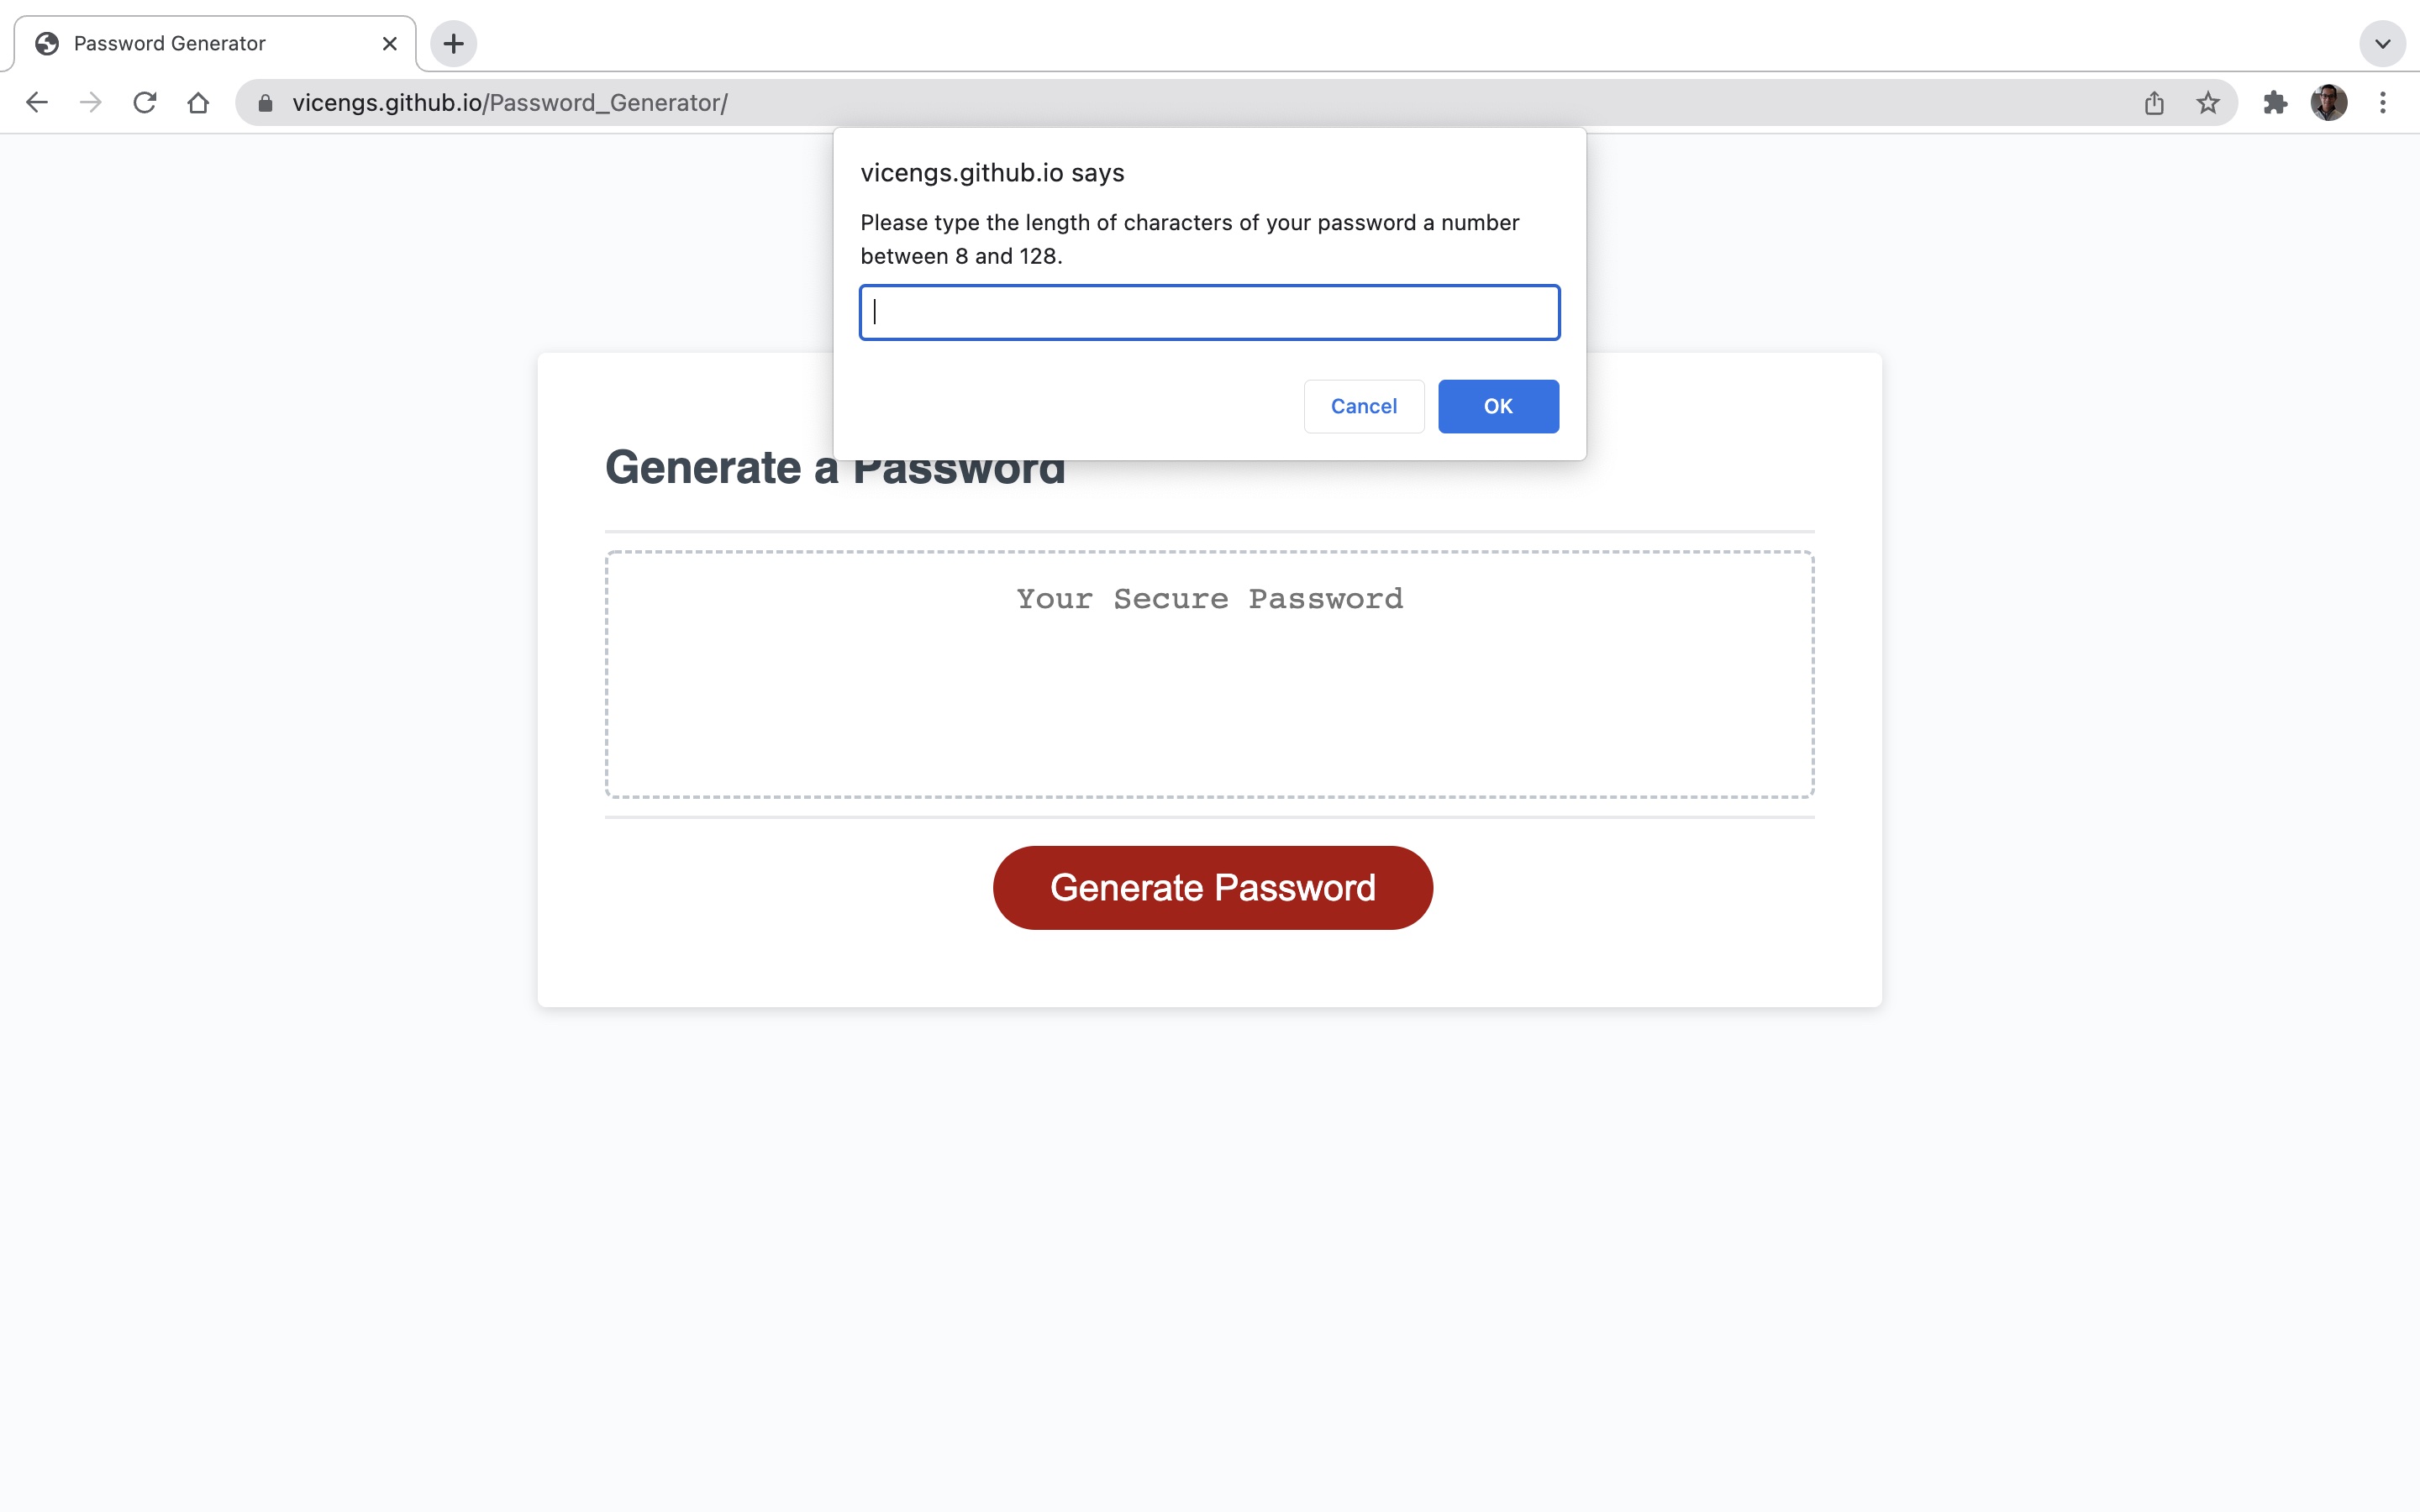 Password Generator
vicengs.github.io/Password_Generator/
vicengs.github.io says
Please type the length of characters of your password a number
between 8 and 128.
Cancel
OK
Generate a Password
Your Secure Password
Generate Password